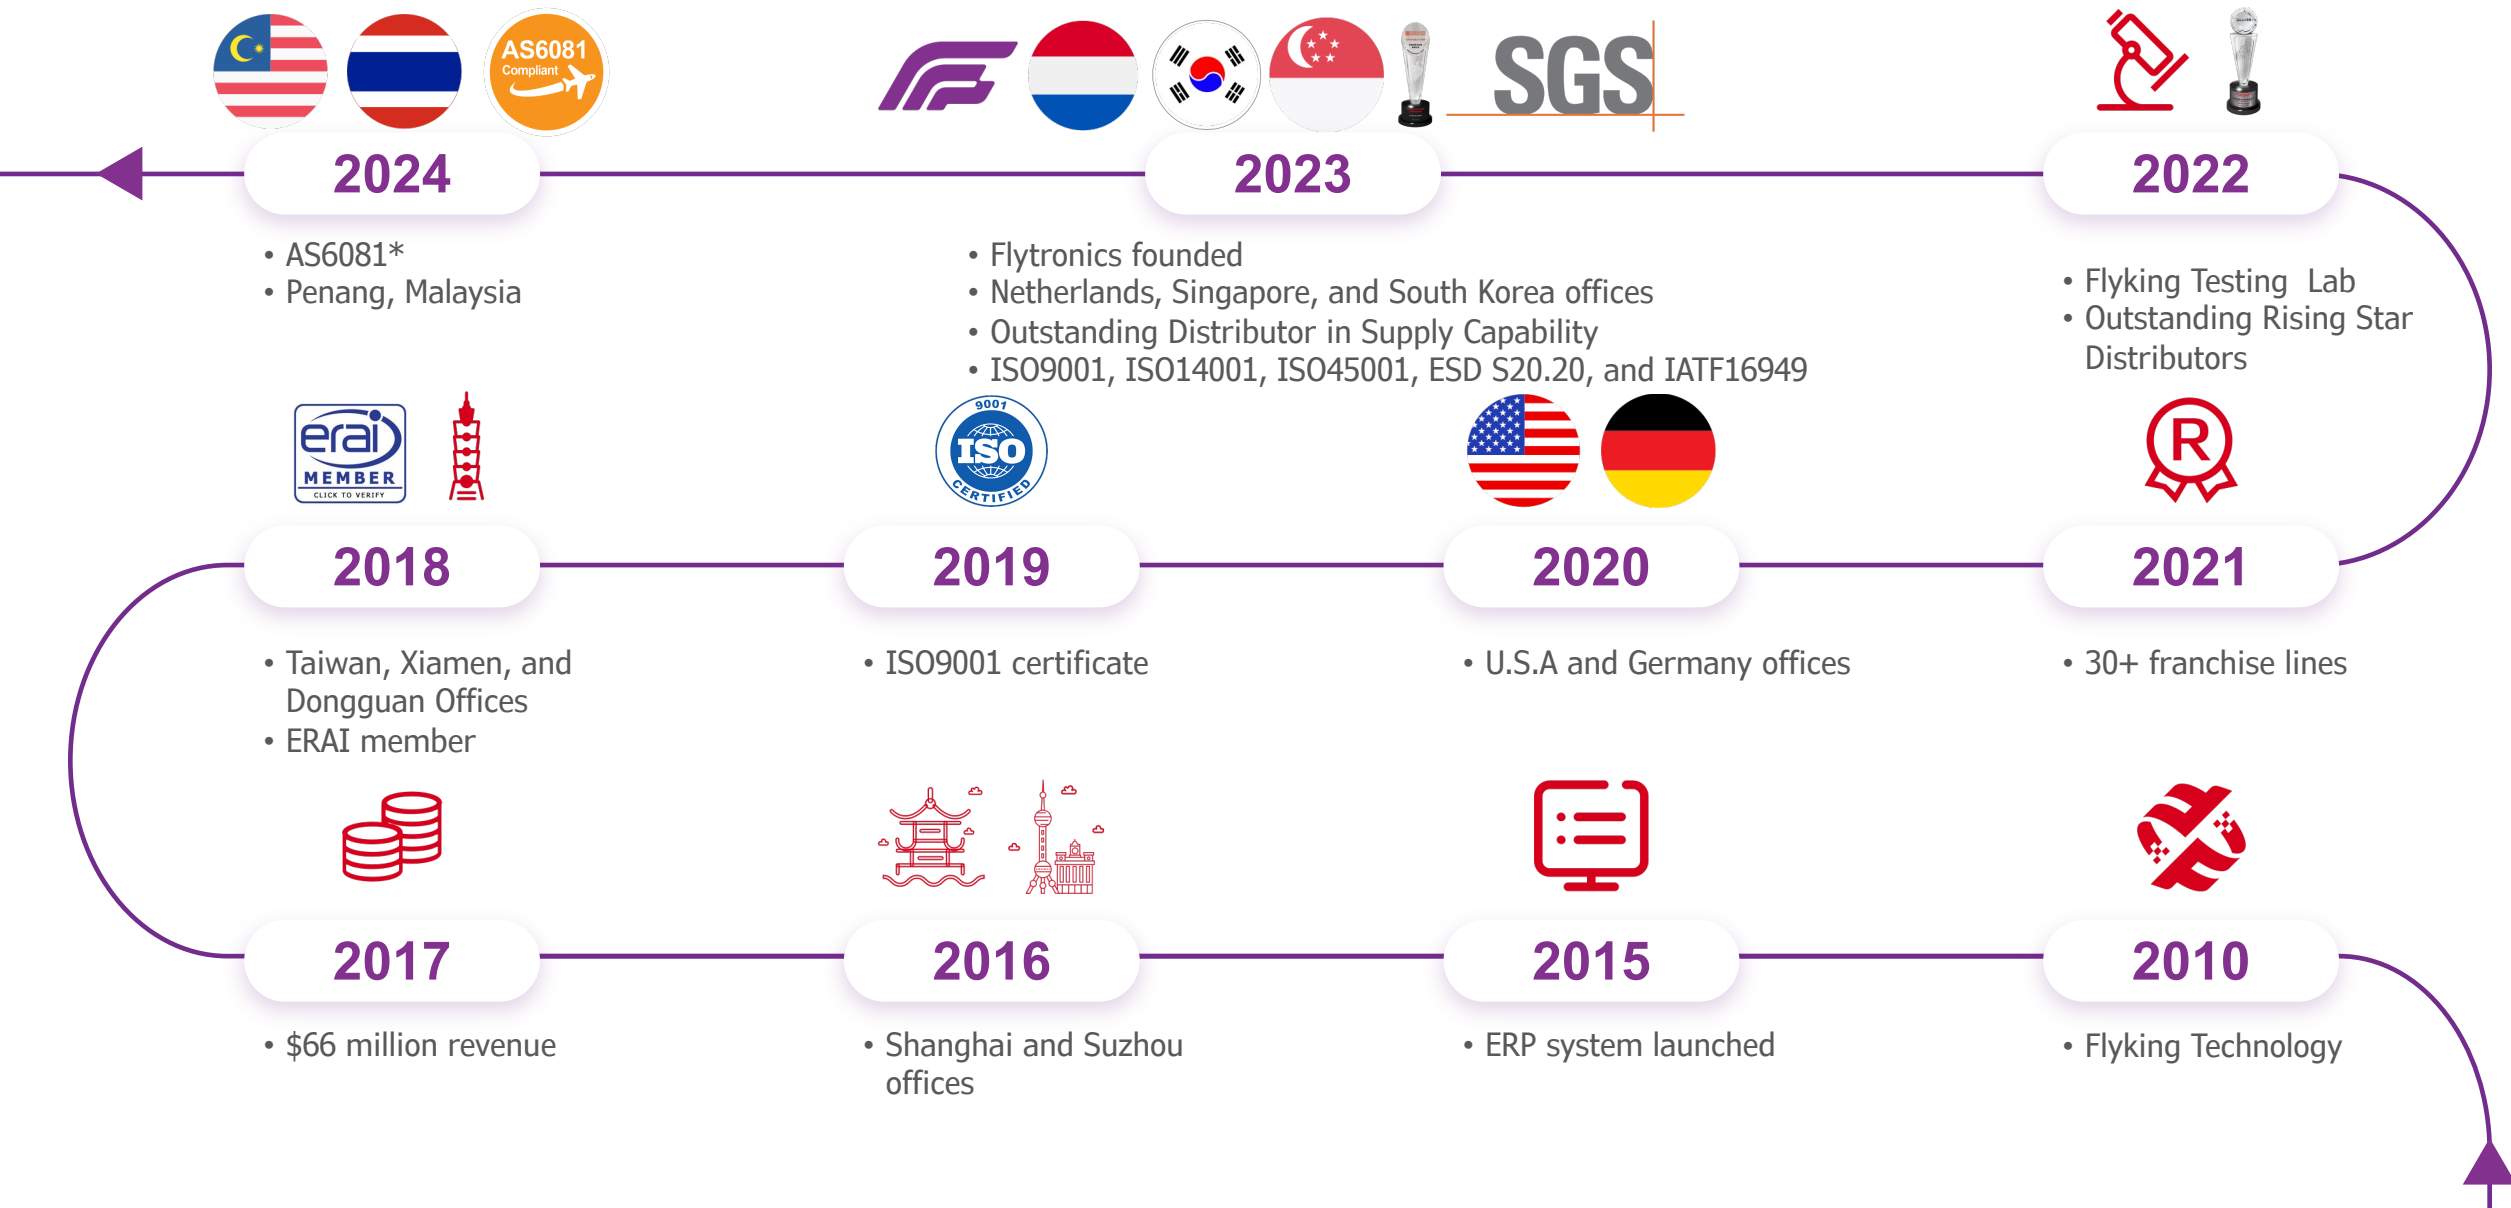 AS6081
Compliant
SGS
2024
2023
2022
• AS6081*
• Penang, Malaysia
• Flytronics founded
• Netherlands, Singapore, and South Korea offices
• Outstanding Distributor in Supply Capability
• ISO9001, ISO14001, ISO45001, ESD S20.20, and IATF16949
• Flyking Testing Lab
• Outstanding Rising Star
Distributors
erai
MEMBER
CLICK TO VERIFY
9001
ISO
CERTIFIED
R
2018
2019
2020
2021
• Taiwan, Xiamen, and
Dongguan Offices
• ERAI member
• ISO9001 certificate
• U.S.A and Germany offices
• 30+ franchise lines
2017
2016
2015
2010
• $66 million revenue
• Shanghai and Suzhou
offices
• ERP system launched
• Flyking Technology